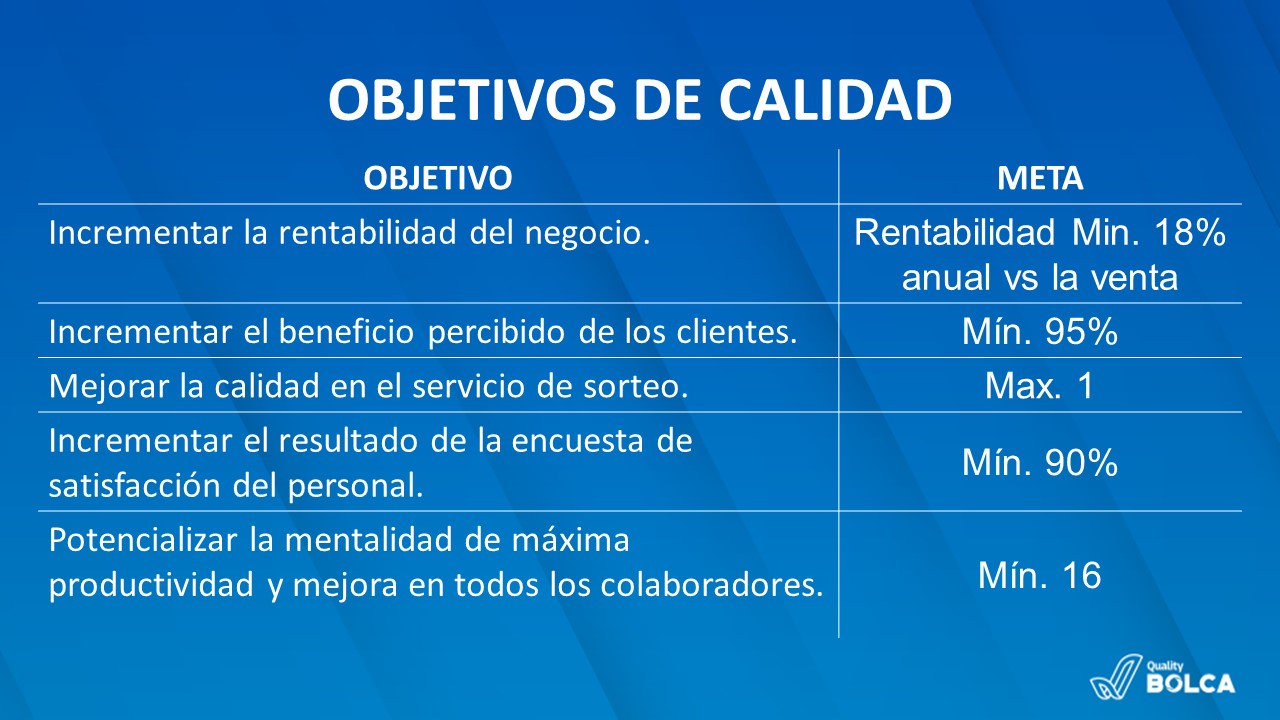 OBJETIVOS DE CALIDAD
OBJETIVO
META
Incrementar la rentabilidad del negocio.
Rentabilidad Min. 18%
anual vs la venta
Incrementar el beneficio percibido de los clientes.
Mín. 95%
Mejorar la calidad en el servicio de sorteo.
Max. 1
Incrementar el resultado de la encuesta de
satisfacción del personal.
Mín. 90%
Potencializar la mentalidad de máxima
productividad y mejora en todos los colaboradores.
Mín. 16
Quality
BOLCA